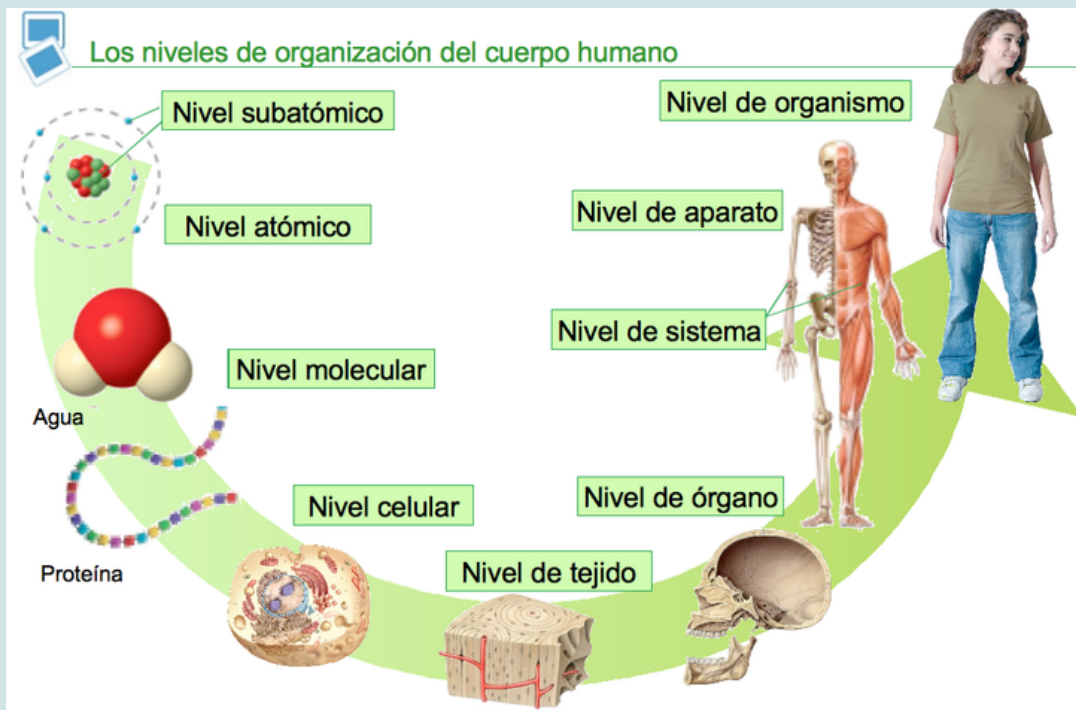 Los niveles de organización del cuerpo humano
Nivel subatómico
Nivel atómico
Nivel molecular
Agua
Proteína
Nivel celular
Nivel de tejido
Nivel de órgano
Nivel de sistema
Nivel de aparato
Nivel de organismo